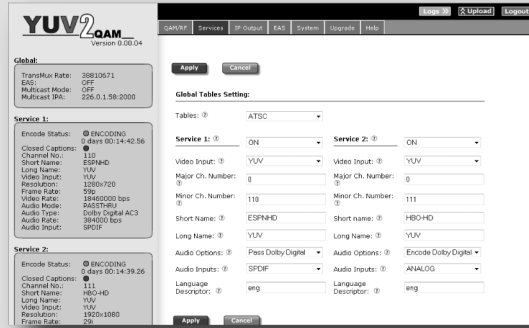 Logs Upload Logout
YUV2QAM
Version 0.00.04
QAM/RF Services IP Output EAS System Upgrade Help
Global:
TransMux Rate: 38810671
EAS: OFF
Multicast Mode: OFF
Multicast IPA: 226.0.1.58:2000
Service 1:
Encode Status: ENCODING
0 days 00:14:42.56
Closed Captions:
Channel No.: 110
Short Name: ESPNHD
Long Name: YUV
Video Input: YUV
Resolution: 1280x720
Frame Rate: 59p
Video Rate: 18460000 bps
Audio Mode: PASSTHRU
Audio Type: Dolby Digital AC3
Audio Rate: 384000 bps
Audio Input: SPDIF
Service 2:
Encode Status: ENCODING
0 days 00:14:39.26
Closed Captions:
Channel No.: 111
Short Name: HBO-HD
Long Name: YUV
Video Input: YUV
Resolution: 1920x1080
Frame Rate: 29i
Apply Cancel
Global Tables Setting:
Tables: ATSC
Service 1: ON Service 2: ON
Video Input: YUV Video Input: YUV
Major Ch. Number: 0 Major Ch. Number: 0
Minor Ch. Number: 110 Minor Ch. Number: 111
Short Name: ESPNHD Short name: HBO-HD
Long Name: YUV Long Name: YUV
Audio Options: Pass Dolby Digital Audio Options: Encode Dolby Digital
Audio Inputs: SPDIF Audio Inputs: ANALOG
Language Descriptor: eng Language Descriptor: eng
Apply Cancel